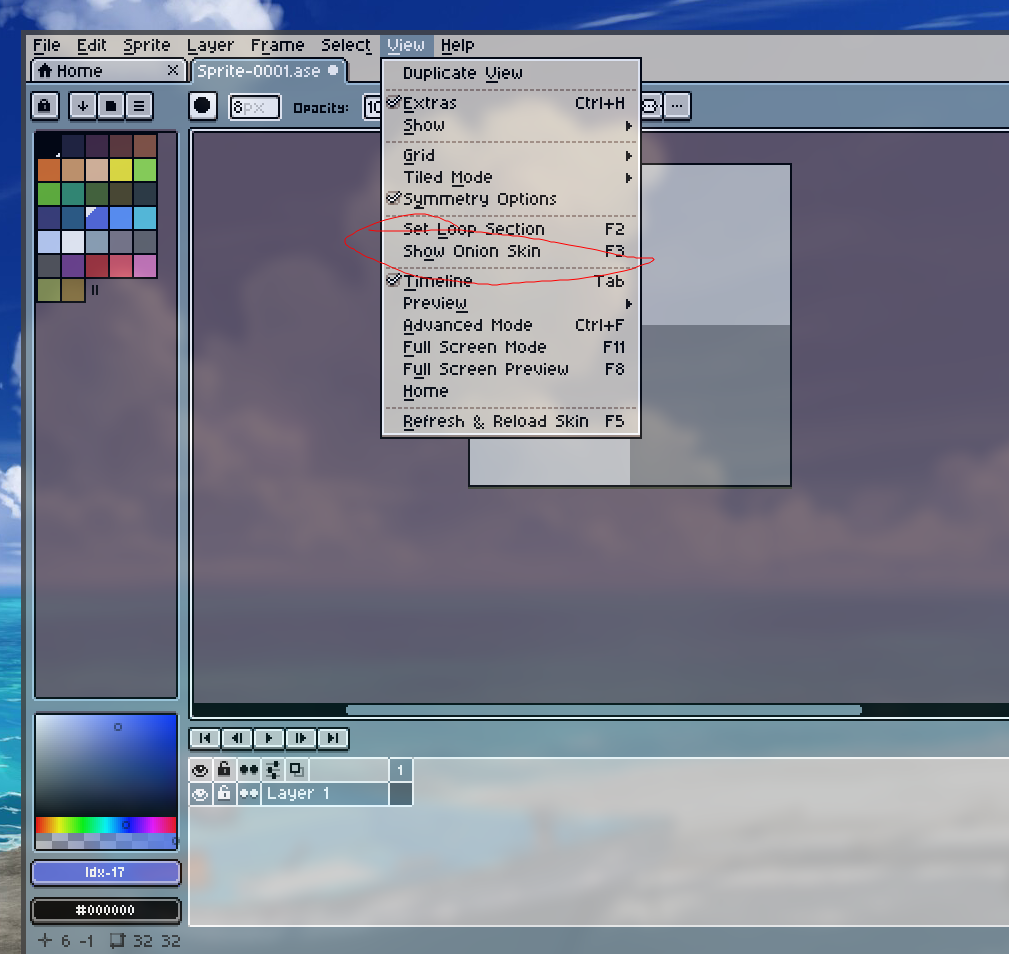 File Edit Sprite Layer Frame Select View Help
Home Sprite-0001.ase
8px Opacity: 10
Duplicate View
Extras Ctrl+H
Show
Grid
Tiled Mode
Symmetry Options
Set Loop Section F2
Show Onion Skin F3
Timeline Tab
Preview
Advanced Mode Ctrl+F
Full Screen Mode F11
Full Screen Preview F8
Home
Refresh & Reload Skin F5
1
Layer 1
Idx-17
#000000
6 -1 32 32